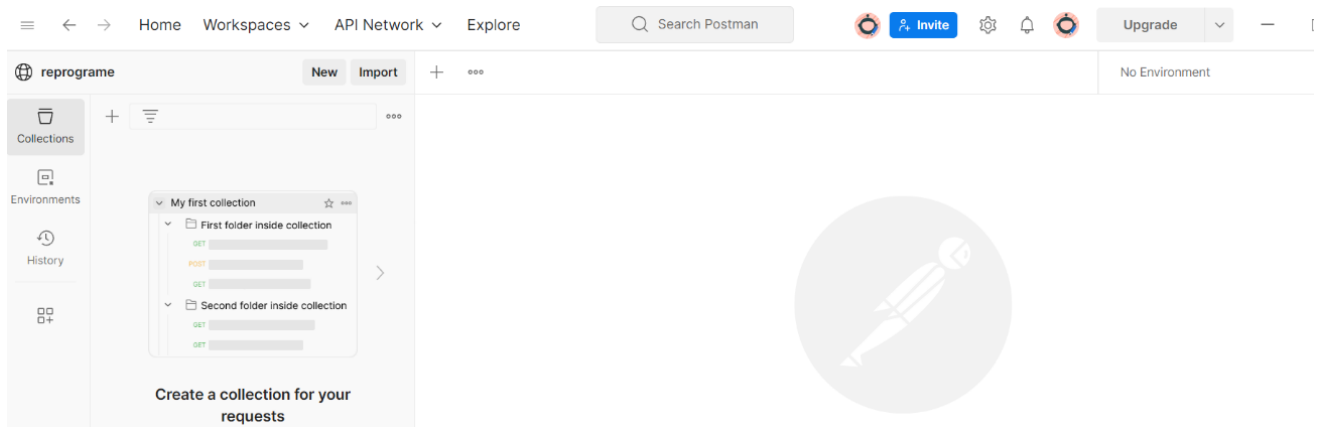 Home Workspaces API Network Explore Search Postman Invite Upgrade
reprograme New Import No Environment
Collections
Environments
History
My first collection
First folder inside collection
GET
POST
GET
Second folder inside collection
GET
GET
Create a collection for your
requests